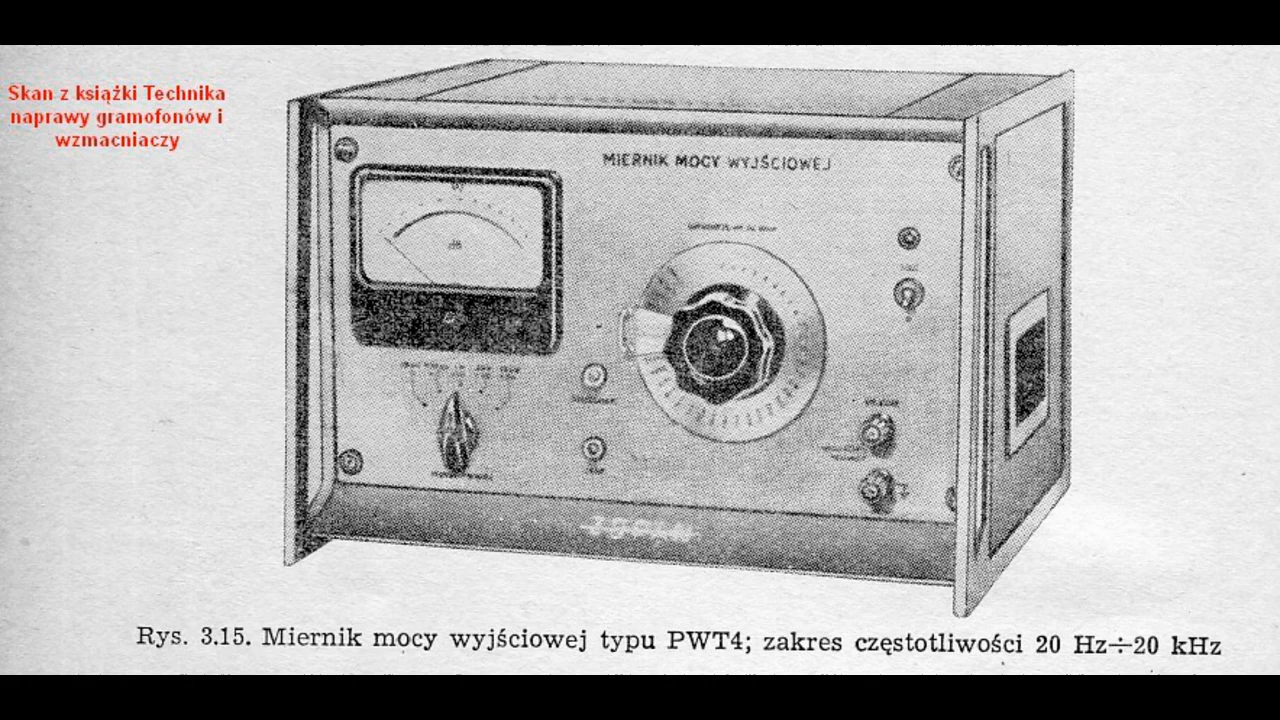 Skan z książki Technika
naprawy gramofonów i
wzmacniaczy
MIERNIK MOCY WYJŚCIOWEJ
dB
Rys. 3.15. Miernik mocy wyjściowej typu PWT4; zakres częstotliwości 20 Hz÷20 kHz